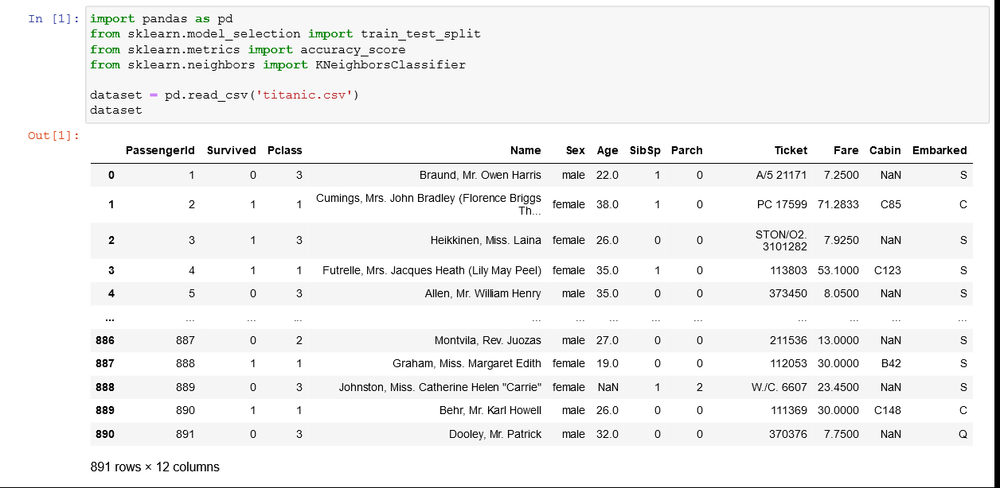 In [1]: import pandas as pd
from sklearn.model_selection import train_test_split
from sklearn.metrics import accuracy_score
from sklearn.neighbors import KNeighborsClassifier
dataset = pd.read_csv('titanic.csv')
dataset
Out[1]:
PassengerId Survived Pclass Name Sex Age SibSp Parch Ticket Fare Cabin Embarked
0 1 0 3 Braund, Mr. Owen Harris male 22.0 1 0 A/5 21171 7.2500 NaN S
1 2 1 1 Cumings, Mrs. John Bradley (Florence Briggs Th... female 38.0 1 0 PC 17599 71.2833 C85 C
2 3 1 3 Heikkinen, Miss. Laina female 26.0 0 0 STON/O2. 3101282 7.9250 NaN S
3 4 1 1 Futrelle, Mrs. Jacques Heath (Lily May Peel) female 35.0 1 0 113803 53.1000 C123 S
4 5 0 3 Allen, Mr. William Henry male 35.0 0 0 373450 8.0500 NaN S
... ... ... ... ... ... ... ... ... ... ... ... ...
886 887 0 2 Montvila, Rev. Juozas male 27.0 0 0 211536 13.0000 NaN S
887 888 1 1 Graham, Miss. Margaret Edith female 19.0 0 0 112053 30.0000 B42 S
888 889 0 3 Johnston, Miss. Catherine Helen "Carrie" female NaN 1 2 W./C. 6607 23.4500 NaN S
889 890 1 1 Behr, Mr. Karl Howell male 26.0 0 0 111369 30.0000 C148 C
890 891 0 3 Dooley, Mr. Patrick male 32.0 0 0 370376 7.7500 NaN Q
891 rows × 12 columns